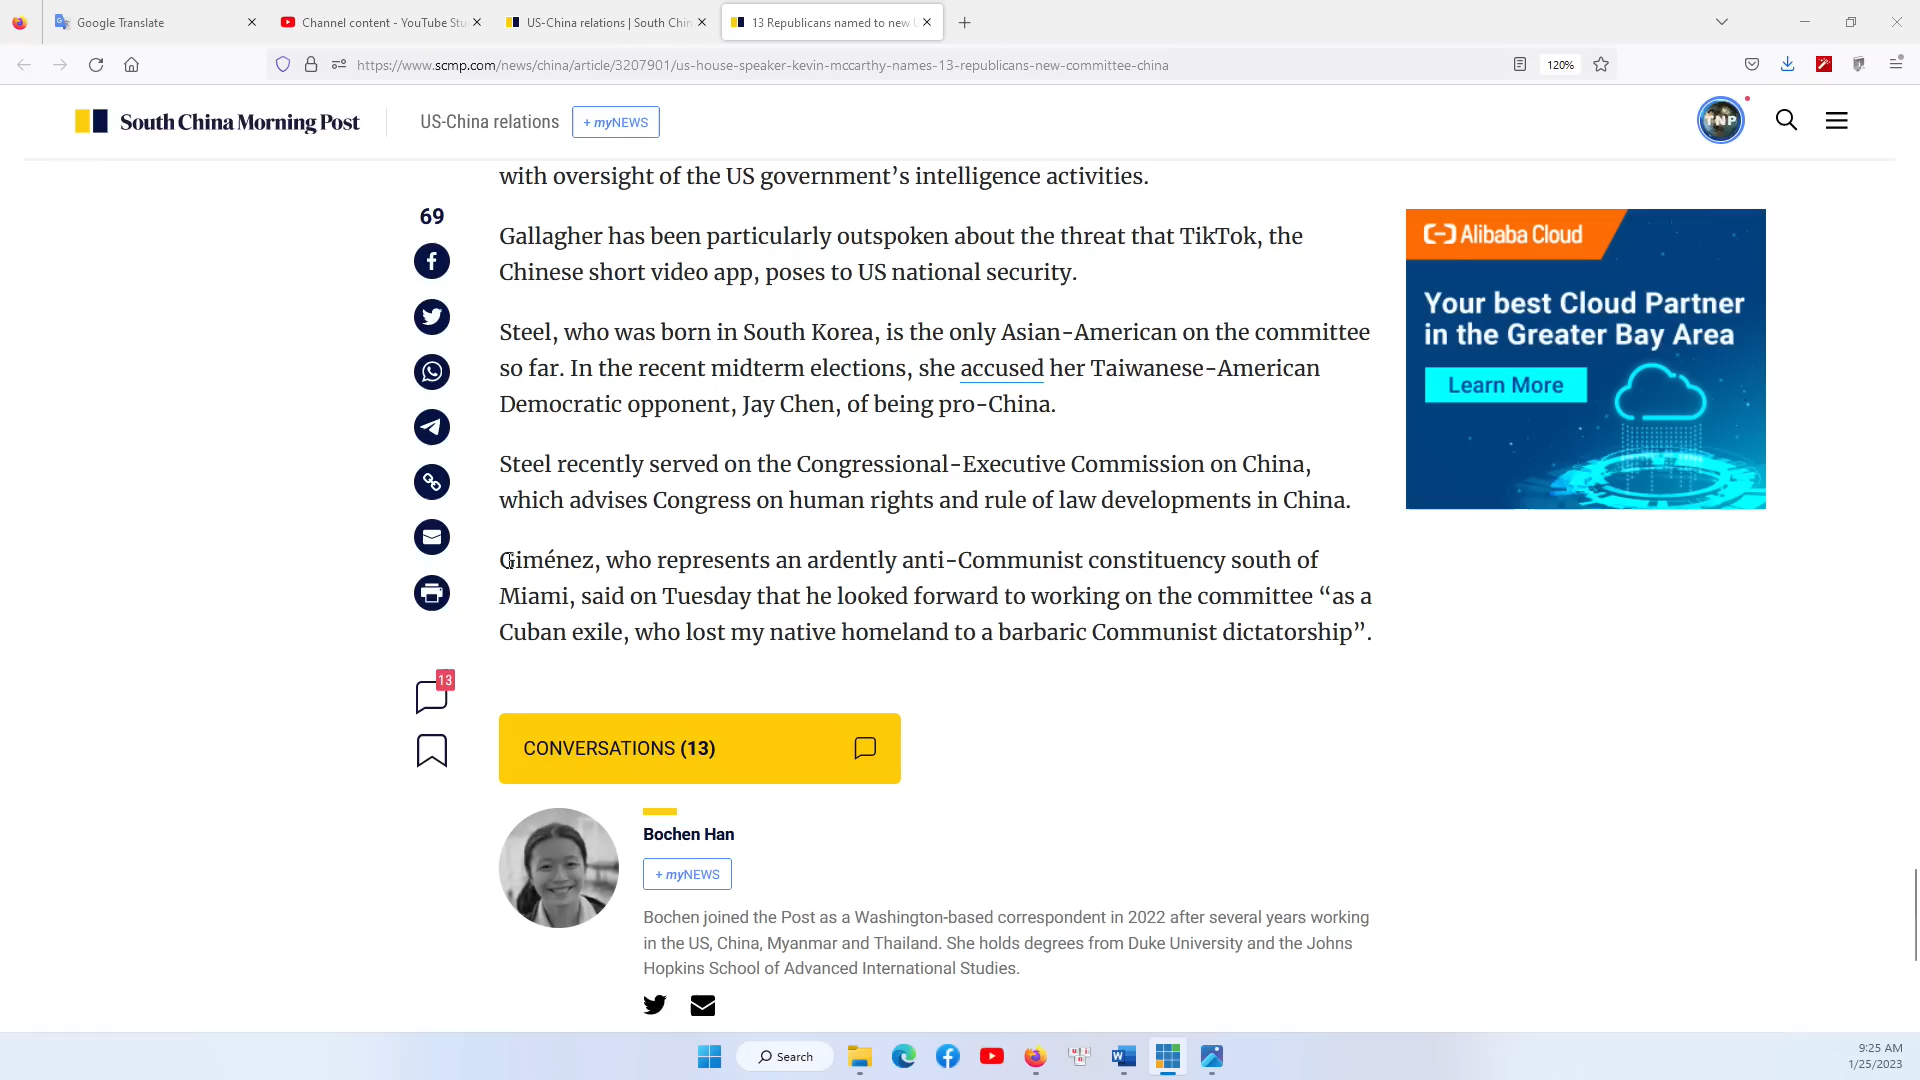 Google Translate
Channel content - YouTube Stu
US-China relations | South Chin
13 Republicans named to new U
https://www.scmp.com/news/china/article/3207901/us-house-speaker-kevin-mccarthy-names-13-republicans-new-committee-china
120%
South China Morning Post
US-China relations
+ myNEWS
TNP
with oversight of the US government’s intelligence activities.
69
Gallagher has been particularly outspoken about the threat that TikTok, the
Chinese short video app, poses to US national security.
Steel, who was born in South Korea, is the only Asian-American on the committee
so far. In the recent midterm elections, she accused her Taiwanese-American
Democratic opponent, Jay Chen, of being pro-China.
Steel recently served on the Congressional-Executive Commission on China,
which advises Congress on human rights and rule of law developments in China.
Giménez, who represents an ardently anti-Communist constituency south of
Miami, said on Tuesday that he looked forward to working on the committee “as a
Cuban exile, who lost my native homeland to a barbaric Communist dictatorship”.
Alibaba Cloud
Your best Cloud Partner
in the Greater Bay Area
Learn More
13
CONVERSATIONS (13)
Bochen Han
+ myNEWS
Bochen joined the Post as a Washington-based correspondent in 2022 after several years working
in the US, China, Myanmar and Thailand. She holds degrees from Duke University and the Johns
Hopkins School of Advanced International Studies.
Search
9:25 AM
1/25/2023